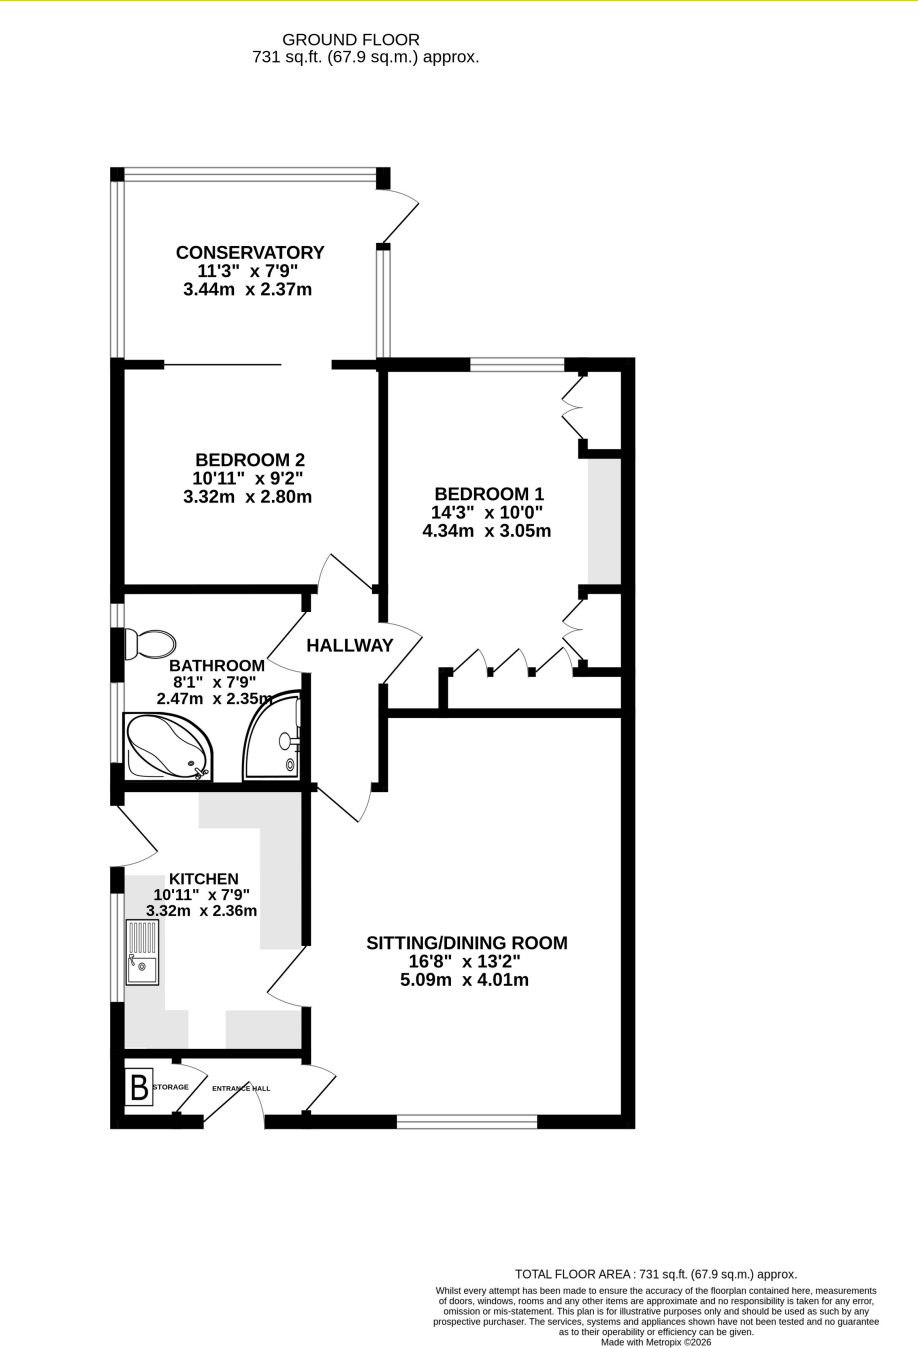 GROUND FLOOR
731 sq.ft. (67.9 sq.m.) approx.
CONSERVATORY
11'3" x 7'9"
3.44m x 2.37m
BEDROOM 2
10'11" x 9'2"
3.32m x 2.80m
BEDROOM 1
14'3" x 10'0"
4.34m x 3.05m
HALLWAY
BATHROOM
8'1" x 7'9"
2.47m x 2.35m
KITCHEN
10'11" x 7'9"
3.32m x 2.36m
SITTING/DINING ROOM
16'8" x 13'2"
5.09m x 4.01m
B
STORAGE
ENTRANCE HALL
TOTAL FLOOR AREA : 731 sq.ft. (67.9 sq.m.) approx.
Whilst every attempt has been made to ensure the accuracy of the floorplan contained here, measurements
of doors, windows, rooms and any other items are approximate and no responsibility is taken for any error,
omission or mis-statement. This plan is for illustrative purposes only and should be used as such by any
prospective purchaser. The services, systems and appliances shown have not been tested and no guarantee
as to their operability or efficiency can be given.
Made with Metropix ©2026